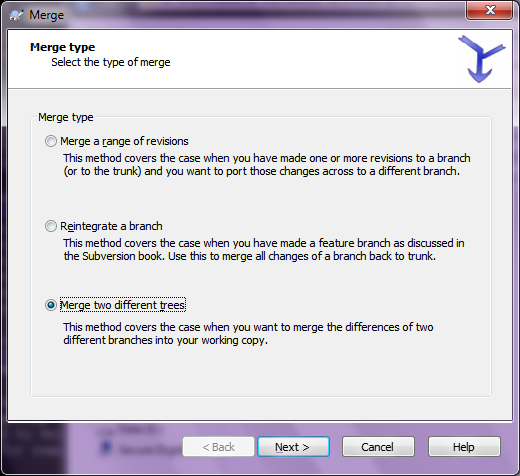 Merge
Merge type
Select the type of merge
Merge type
Merge a range of revisions
This method covers the case when you have made one or more revisions to a branch
(or to the trunk) and you want to port those changes across to a different branch.
Reintegrate a branch
This method covers the case when you have made a feature branch as discussed in
the Subversion book. Use this to merge all changes of a branch back to trunk.
Merge two different trees
This method covers the case when you want to merge the differences of two
different branches into your working copy.
< Back
Next >
Cancel
Help